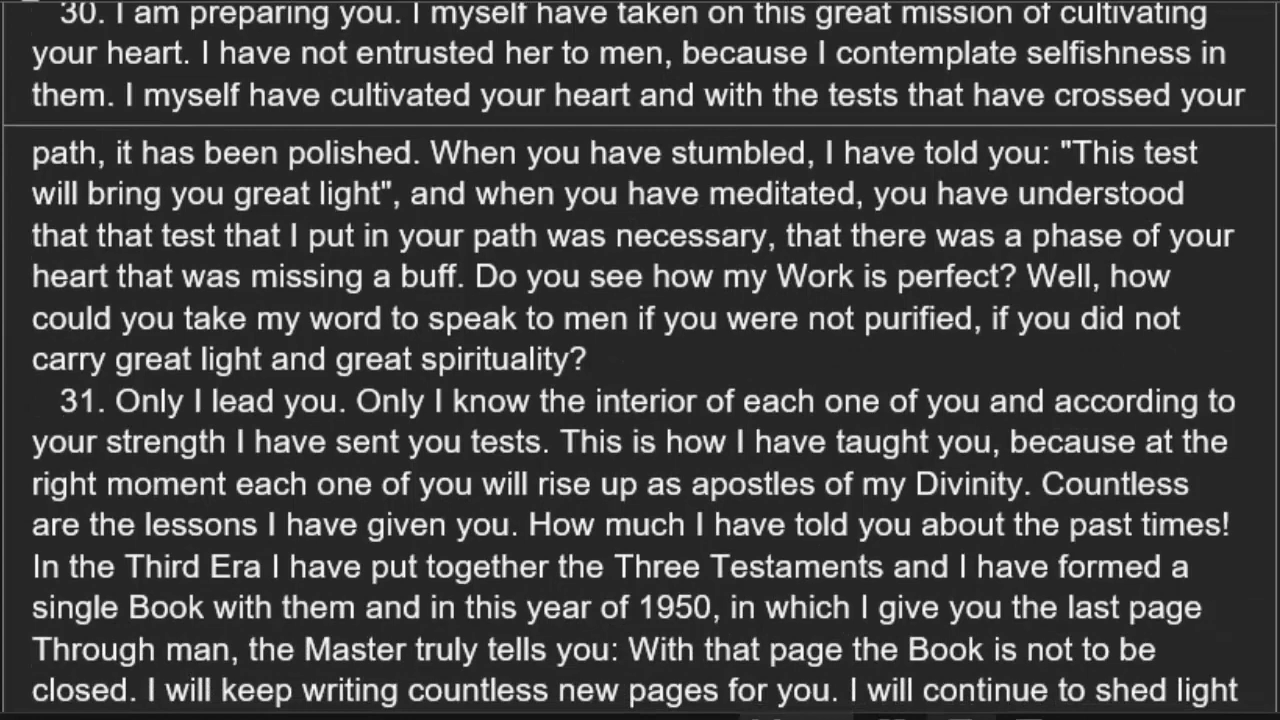 30. I am preparing you. I myself have taken on this great mission of cultivating
your heart. I have not entrusted her to men, because I contemplate selfishness in
them. I myself have cultivated your heart and with the tests that have crossed your
path, it has been polished. When you have stumbled, I have told you: "This test
will bring you great light", and when you have meditated, you have understood
that that test that I put in your path was necessary, that there was a phase of your
heart that was missing a buff. Do you see how my Work is perfect? Well, how
could you take my word to speak to men if you were not purified, if you did not
carry great light and great spirituality?
31. Only I lead you. Only I know the interior of each one of you and according to
your strength I have sent you tests. This is how I have taught you, because at the
right moment each one of you will rise up as apostles of my Divinity. Countless
are the lessons I have given you. How much I have told you about the past times!
In the Third Era I have put together the Three Testaments and I have formed a
single Book with them and in this year of 1950, in which I give you the last page
Through man, the Master truly tells you: With that page the Book is not to be
closed. I will keep writing countless new pages for you. I will continue to shed light